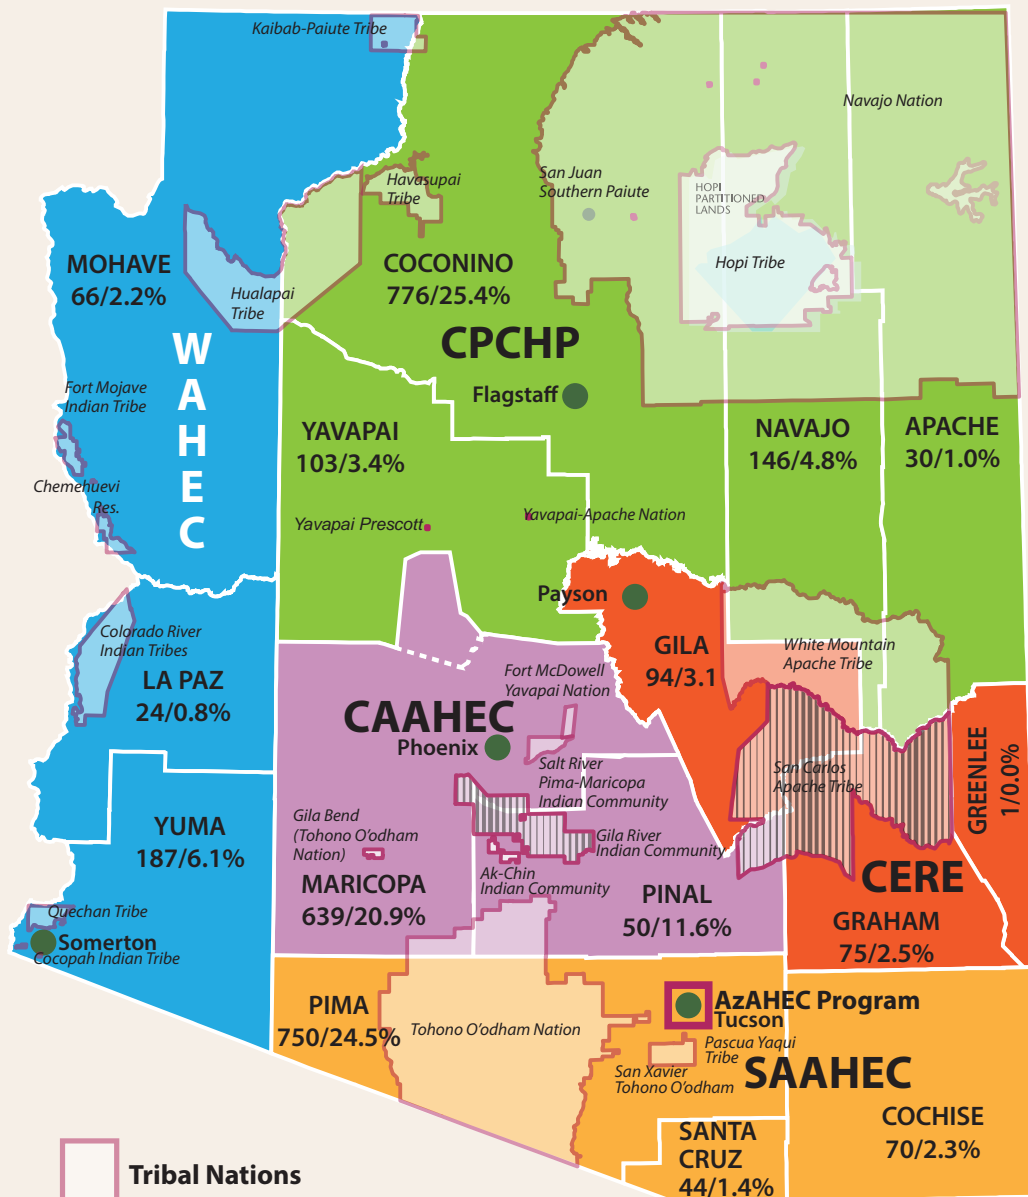 Kaibab-Paiute Tribe
Navajo Nation
Havasupai
Tribe
San Juan
Southern Paiute
HOPI
PARTITIONED
LANDS
Hopi Tribe
MOHAVE
66/2.2%
Hualapai
Tribe
COCONINO
776/25.4%
CPCHP
Flagstaff
W
A
H
E
C
Fort Mojave
Indian Tribe
YAVAPAI
103/3.4%
NAVAJO
146/4.8%
APACHE
30/1.0%
Chemehuevi
Res.
Yavapai Prescott
Yavapai-Apache Nation
Payson
Colorado River
Indian Tribes
LA PAZ
24/0.8%
GILA
94/3.1
White Mountain
Apache Tribe
Fort McDowell
Yavapai Nation
CAAHEC
Phoenix
Salt River
Pima-Maricopa
Indian Community
San Carlos
Apache Tribe
GREENLEE
1/0.0%
YUMA
187/6.1%
Gila Bend
(Tohono O'odham
Nation)
Gila River
Indian Community
Ak-Chin
Indian Community
MARICOPA
639/20.9%
PINAL
50/11.6%
CERE
GRAHAM
75/2.5%
Quechan Tribe
Somerton
Cocopah Indian Tribe
PIMA
750/24.5%
Tohono O'odham Nation
AzAHEC Program
Tucson
Pascua Yaqui
Tribe
San Xavier
Tohono O'odham
SAAHEC
COCHISE
70/2.3%
SANTA
CRUZ
44/1.4%
Tribal Nations